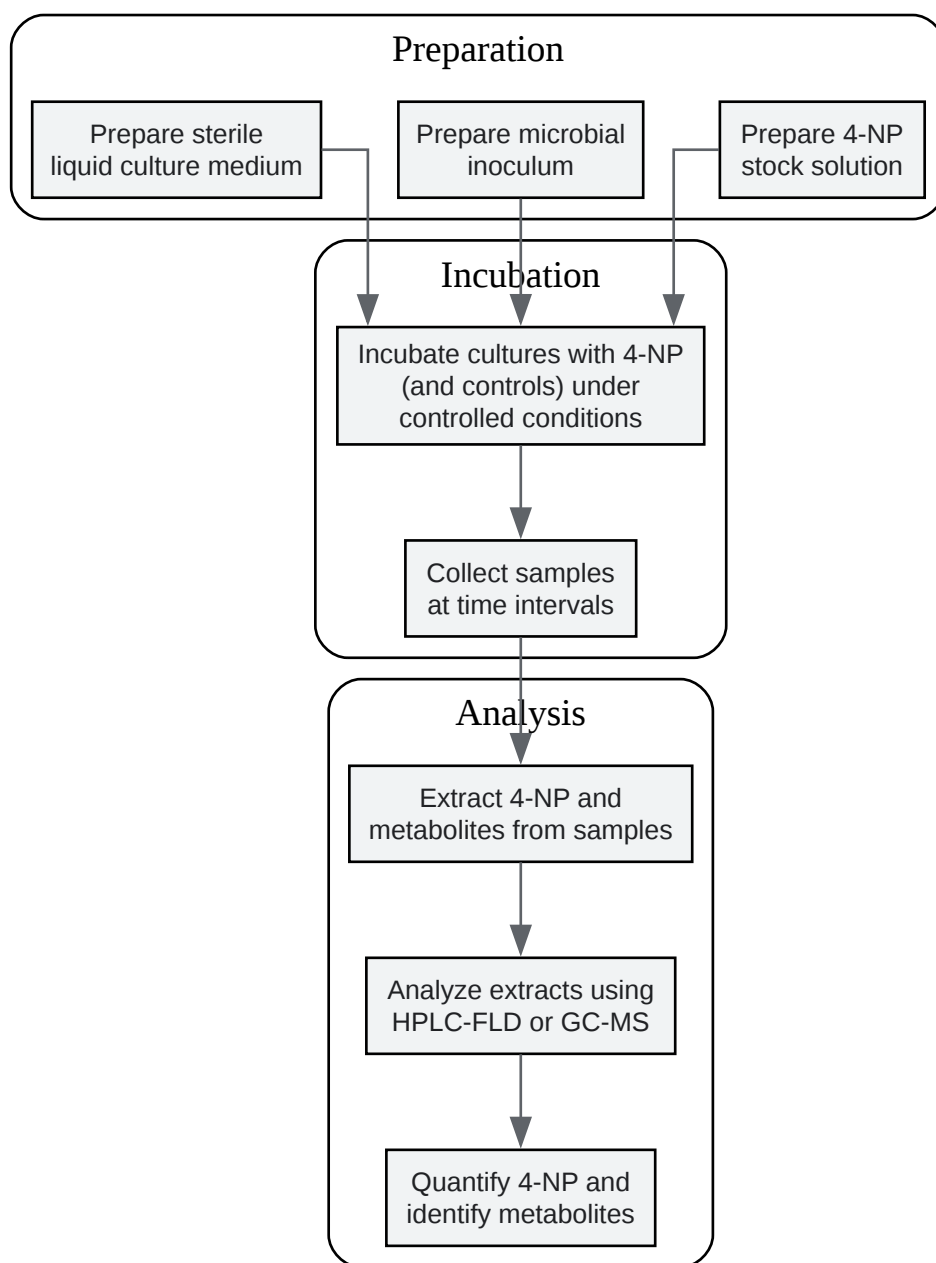 Preparation
Prepare sterile
liquid culture medium
Prepare microbial
inoculum
Prepare 4-NP
stock solution
Incubation
Incubate cultures with 4-NP
(and controls) under
controlled conditions
Collect samples
at time intervals
Analysis
Extract 4-NP and
metabolites from samples
Analyze extracts using
HPLC-FLD or GC-MS
Quantify 4-NP and
identify metabolites